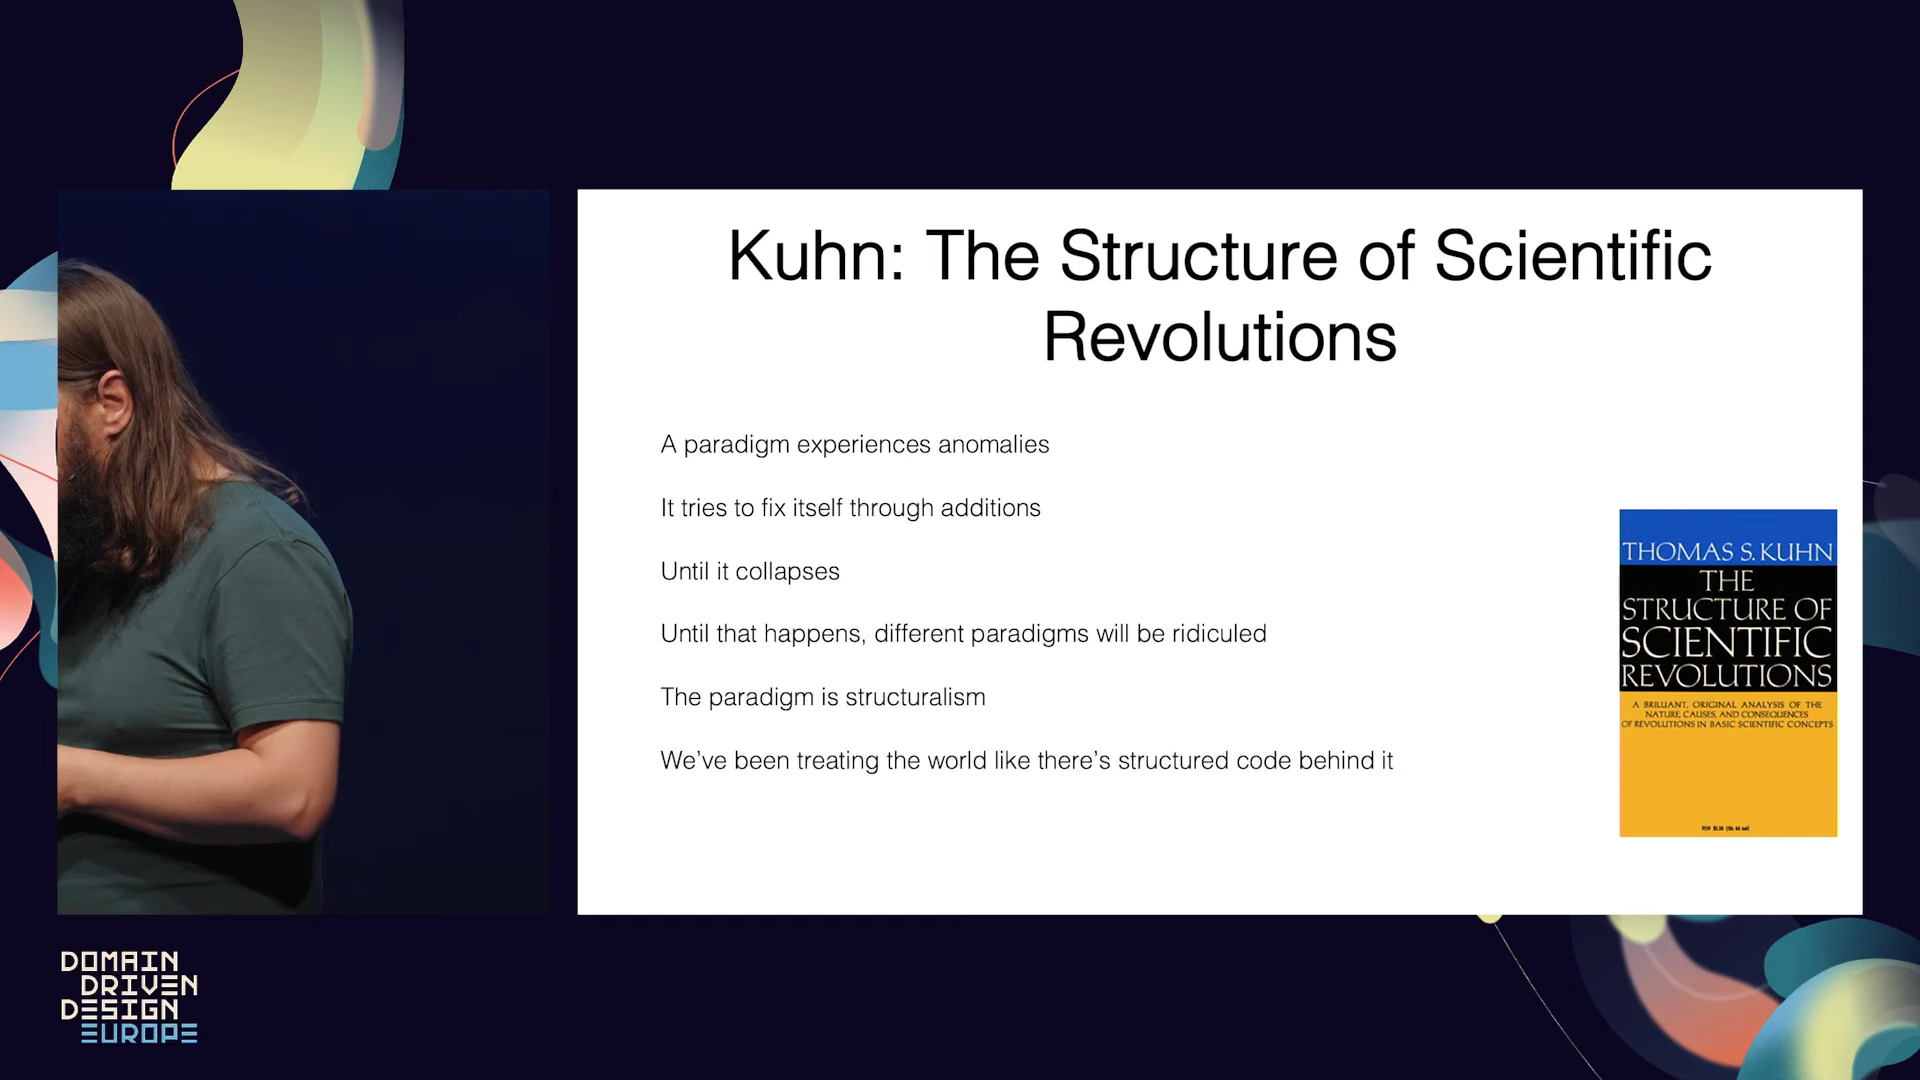 Kuhn: The Structure of Scientific
Revolutions
A paradigm experiences anomalies
It tries to fix itself through additions
Until it collapses
Until that happens, different paradigms will be ridiculed
The paradigm is structuralism
We've been treating the world like there's structured code behind it
THOMAS S. KUHN
THE
STRUCTURE OF
SCIENTIFIC
REVOLUTIONS
A BRILLIANT, ORIGINAL ANALYSIS OF THE
NATURE, CAUSES, AND CONSEQUENCES
OF REVOLUTIONS IN BASIC SCIENTIFIC CONCEPTS
DOMAIN
DRIVEN
DESIGN
EUROPE